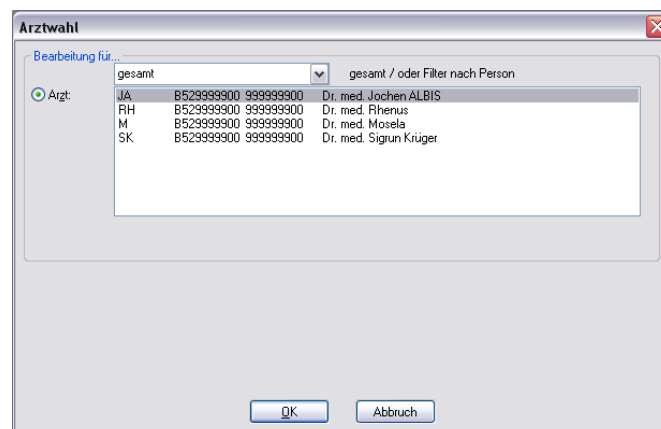 Arztwahl
Bearbeitung für...
gesamt gesamt / oder Filter nach Person
Arzt: JA B529999900 999999900 Dr. med. Jochen ALBIS
RH B529999900 999999900 Dr. med. Rhenus
M B529999900 999999900 Dr. med. Mosela
SK B529999900 999999900 Dr. med. Sigrun Krüger
OK Abbruch